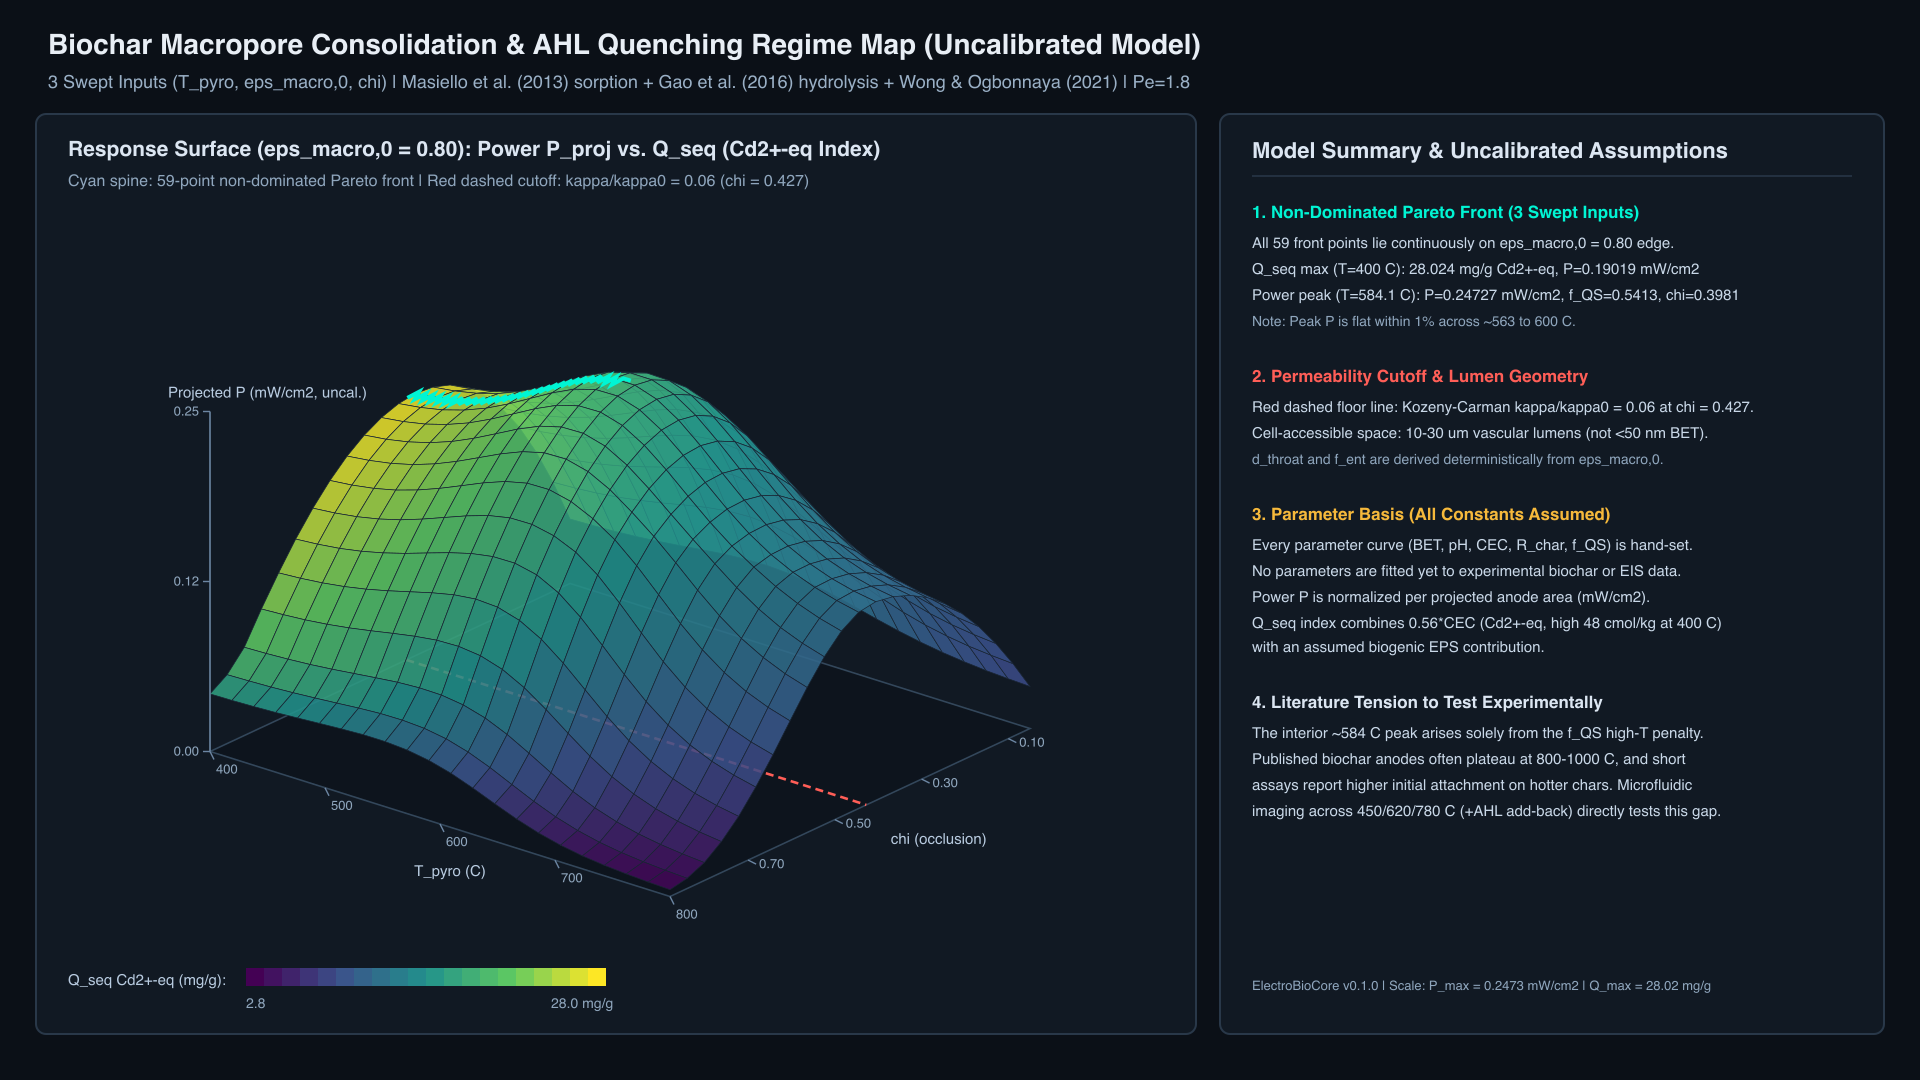 Biochar Macropore Consolidation & AHL Quenching Regime Map (Uncalibrated Model)
3 Swept Inputs (T_pyro, eps_macro,0, chi) | Masiello et al. (2013) sorption + Gao et al. (2016) hydrolysis + Wong & Ogbonnaya (2021) | Pe=1.8
Response Surface (eps_macro,0 = 0.80): Power P_proj vs. Q_seq (Cd2+-eq Index)
Cyan spine: 59-point non-dominated Pareto front | Red dashed cutoff: kappa/kappa0 = 0.06 (chi = 0.427)
Projected P (mW/cm2, uncal.)
0.25
0.12
0.00
400
500
600
700
800
T_pyro (C)
0.10
0.30
0.50
0.70
chi (occlusion)
Q_seq Cd2+-eq (mg/g):
2.8
28.0 mg/g
Model Summary & Uncalibrated Assumptions
1. Non-Dominated Pareto Front (3 Swept Inputs)
All 59 front points lie continuously on eps_macro,0 = 0.80 edge.
Q_seq max (T=400 C): 28.024 mg/g Cd2+-eq, P=0.19019 mW/cm2
Power peak (T=584.1 C): P=0.24727 mW/cm2, f_QS=0.5413, chi=0.3981
Note: Peak P is flat within 1% across ~563 to 600 C.
2. Permeability Cutoff & Lumen Geometry
Red dashed floor line: Kozeny-Carman kappa/kappa0 = 0.06 at chi = 0.427.
Cell-accessible space: 10-30 um vascular lumens (not <50 nm BET).
d_throat and f_ent are derived deterministically from eps_macro,0.
3. Parameter Basis (All Constants Assumed)
Every parameter curve (BET, pH, CEC, R_char, f_QS) is hand-set.
No parameters are fitted yet to experimental biochar or EIS data.
Power P is normalized per projected anode area (mW/cm2).
Q_seq index combines 0.56*CEC (Cd2+-eq, high 48 cmol/kg at 400 C)
with an assumed biogenic EPS contribution.
4. Literature Tension to Test Experimentally
The interior ~584 C peak arises solely from the f_QS high-T penalty.
Published biochar anodes often plateau at 800-1000 C, and short
assays report higher initial attachment on hotter chars. Microfluidic
imaging across 450/620/780 C (+AHL add-back) directly tests this gap.
ElectroBioCore v0.1.0 | Scale: P_max = 0.2473 mW/cm2 | Q_max = 28.02 mg/g